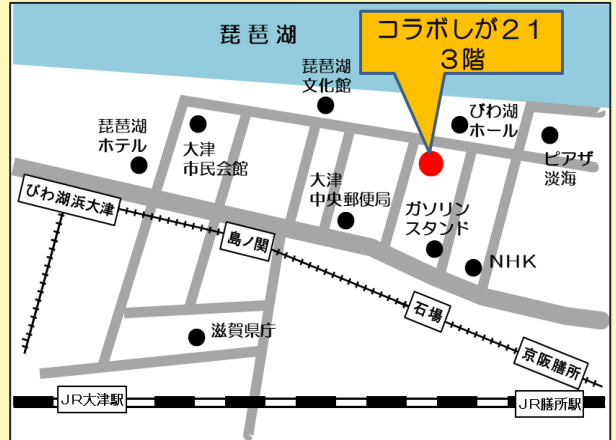 琵琶湖
コラボしが２１
３階
琵琶湖
文化館
びわ湖
ホール
琵琶湖
ホテル
大津
市民会館
ピアザ
淡海
大津
中央郵便局
ガソリン
スタンド
NHK
びわ湖浜大津
島ノ関
石場
京阪膳所
滋賀県庁
JR大津駅
JR膳所駅